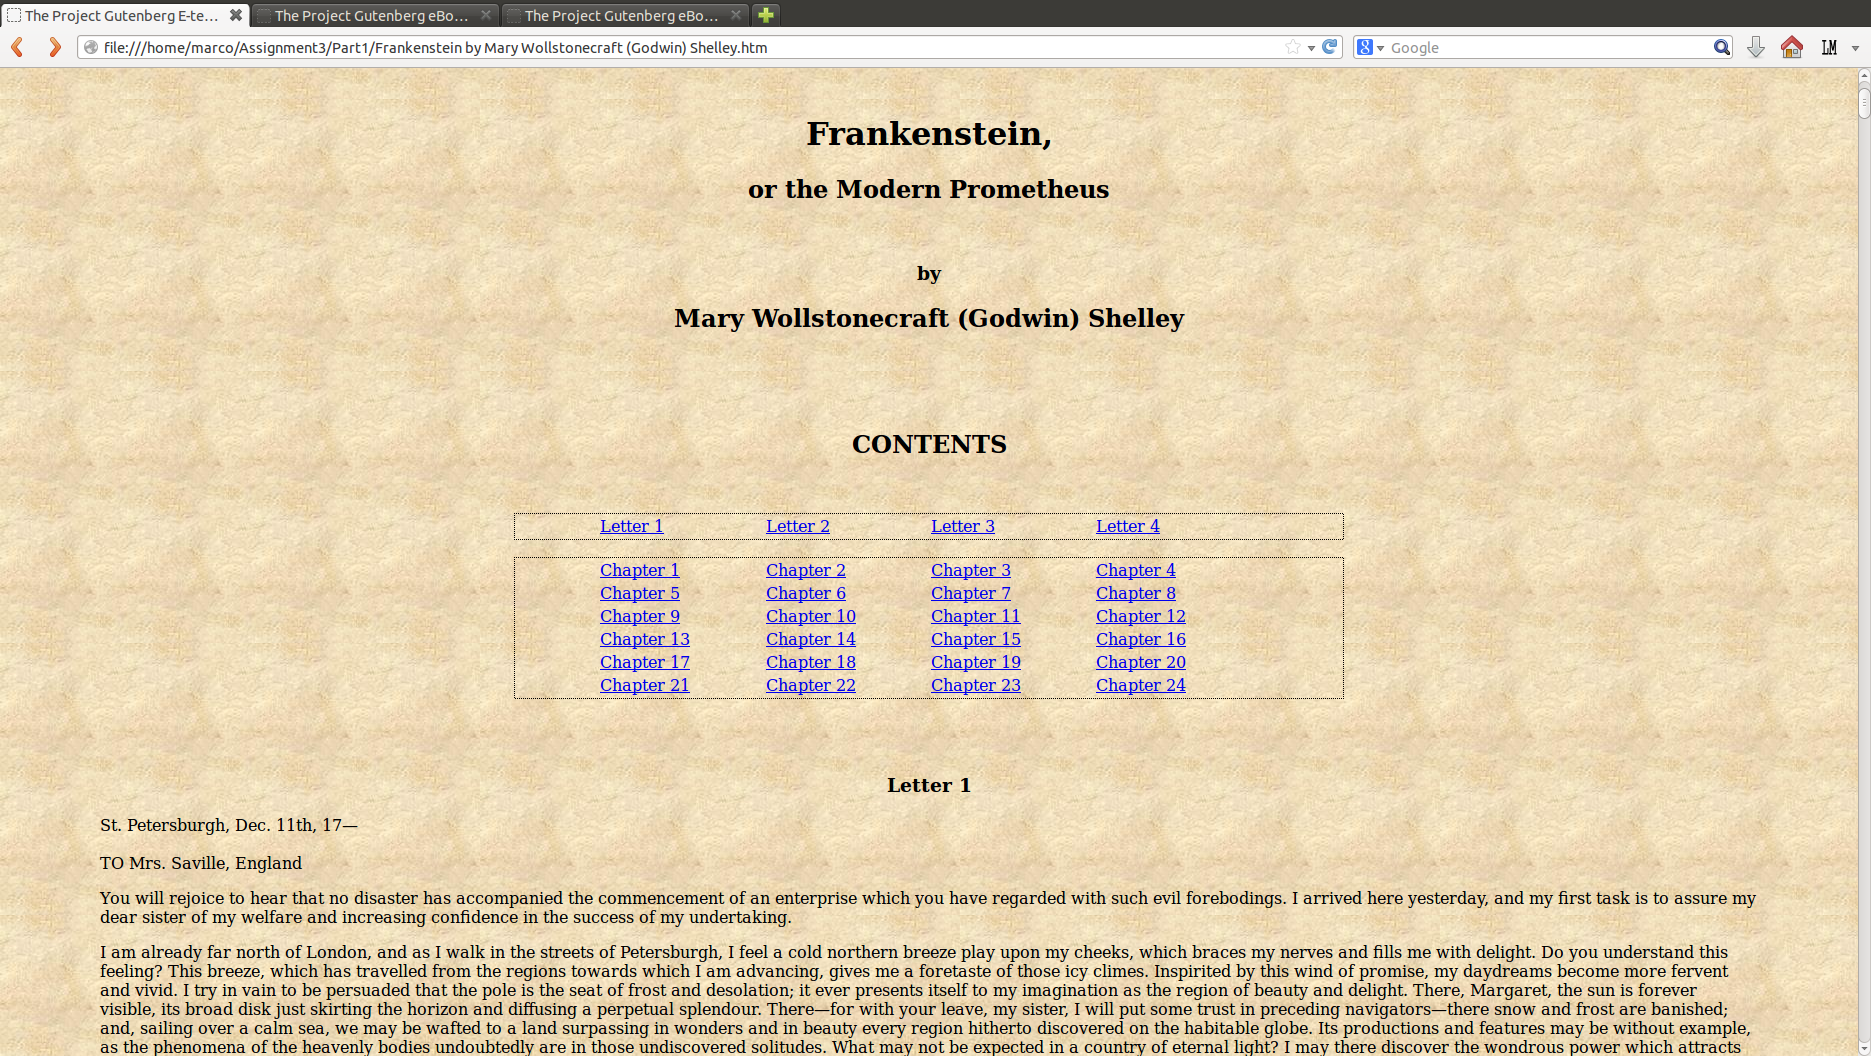 The Project Gutenberg E-te...
The Project Gutenberg eBo...
The Project Gutenberg eBo...
file:///home/marco/Assignment3/Part1/Frankenstein by Mary Wollstonecraft (Godwin) Shelley.htm
Google
LM
Frankenstein,
or the Modern Prometheus
by
Mary Wollstonecraft (Godwin) Shelley
CONTENTS
Letter 1 Letter 2 Letter 3 Letter 4
Chapter 1 Chapter 2 Chapter 3 Chapter 4
Chapter 5 Chapter 6 Chapter 7 Chapter 8
Chapter 9 Chapter 10 Chapter 11 Chapter 12
Chapter 13 Chapter 14 Chapter 15 Chapter 16
Chapter 17 Chapter 18 Chapter 19 Chapter 20
Chapter 21 Chapter 22 Chapter 23 Chapter 24
Letter 1
St. Petersburgh, Dec. 11th, 17—
TO Mrs. Saville, England
You will rejoice to hear that no disaster has accompanied the commencement of an enterprise which you have regarded with such evil forebodings. I arrived here yesterday, and my first task is to assure my
dear sister of my welfare and increasing confidence in the success of my undertaking.
I am already far north of London, and as I walk in the streets of Petersburgh, I feel a cold northern breeze play upon my cheeks, which braces my nerves and fills me with delight. Do you understand this
feeling? This breeze, which has travelled from the regions towards which I am advancing, gives me a foretaste of those icy climes. Inspirited by this wind of promise, my daydreams become more fervent
and vivid. I try in vain to be persuaded that the pole is the seat of frost and desolation; it ever presents itself to my imagination as the region of beauty and delight. There, Margaret, the sun is forever
visible, its broad disk just skirting the horizon and diffusing a perpetual splendour. There—for with your leave, my sister, I will put some trust in preceding navigators—there snow and frost are banished;
and, sailing over a calm sea, we may be wafted to a land surpassing in wonders and in beauty every region hitherto discovered on the habitable globe. Its productions and features may be without example,
as the phenomena of the heavenly bodies undoubtedly are in those undiscovered solitudes. What may not be expected in a country of eternal light? I may there discover the wondrous power which attracts